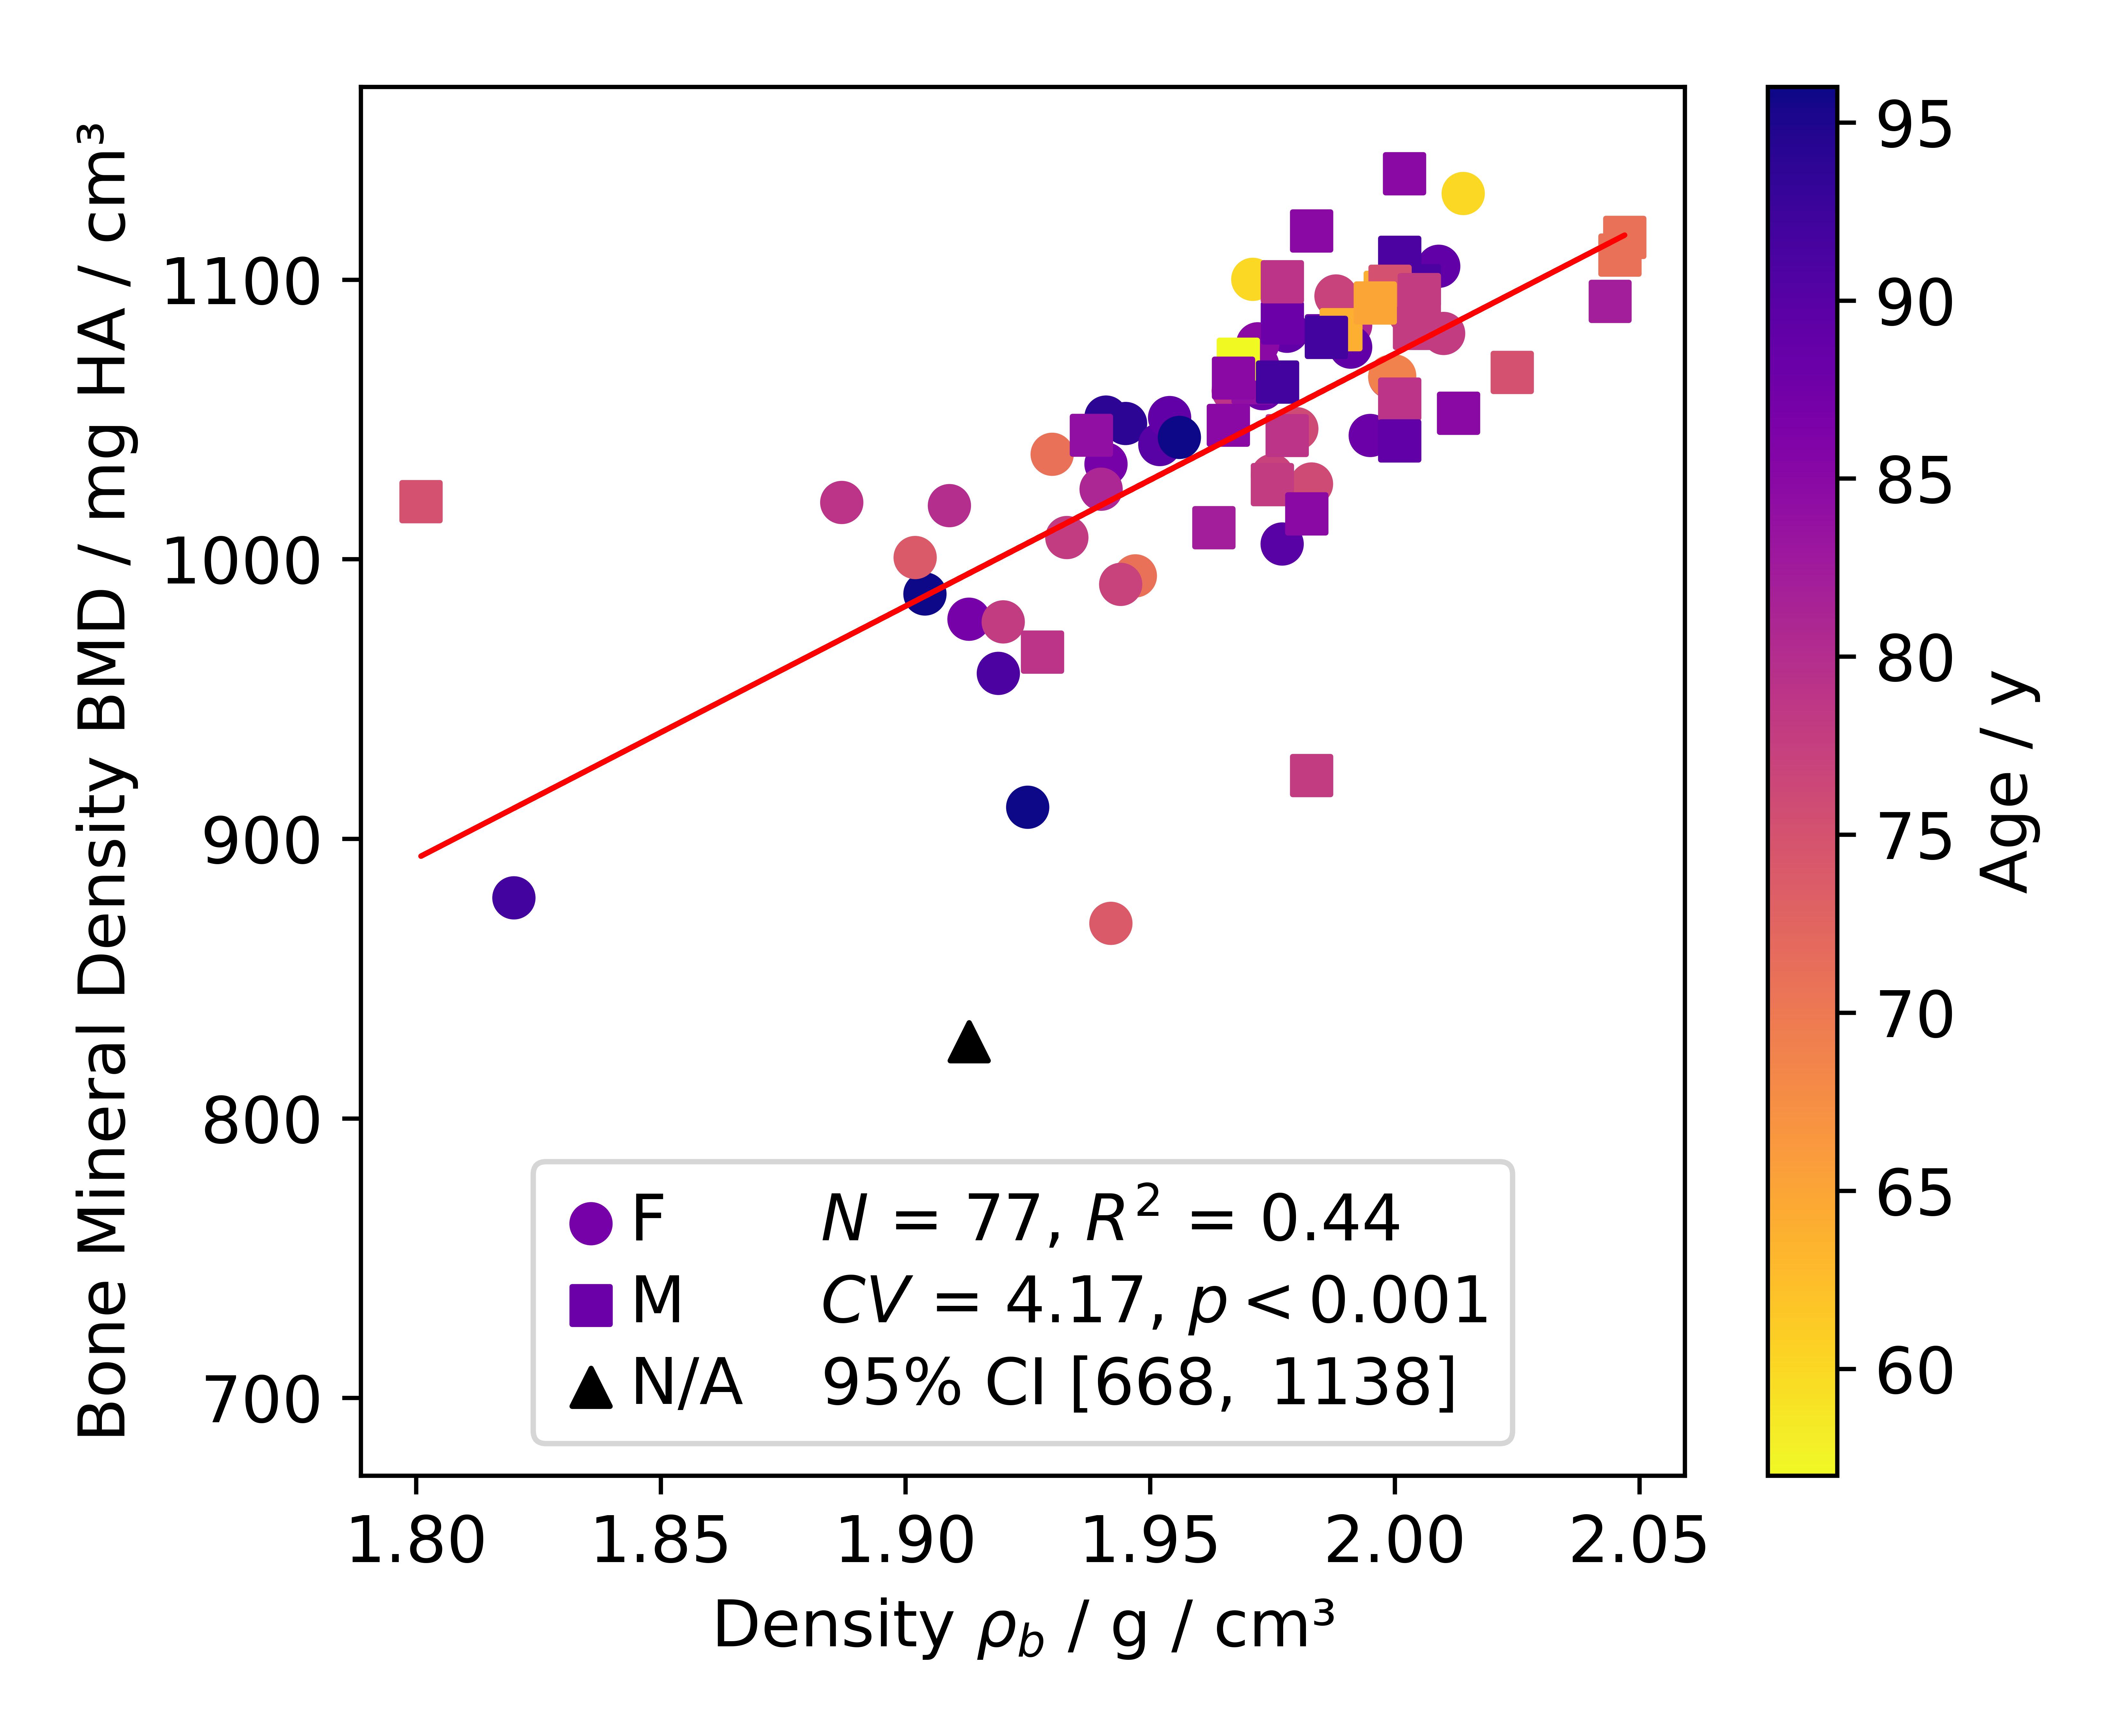 Bone Mineral Density BMD / mg HA / cm³
1100
1000
900
800
700
F N = 77, R² = 0.44
M CV = 4.17, p < 0.001
N/A 95% CI [668, 1138]
1.80 1.85 1.90 1.95 2.00 2.05
Density ρb / g / cm³
95
90
85
80
75
70
65
60
Age / y